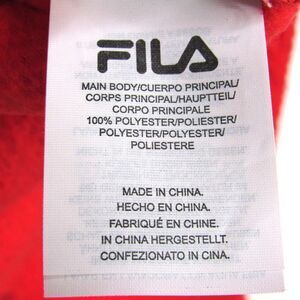 FILA
MAIN BODY/CUERPO PRINCIPAL/
CORPS PRINCIPAL/HAUPTTEIL/
CORPO PRINCIPALE
100% POLYESTER/POLIESTER/
POLYESTER/POLYESTER/
POLIESTERE
MADE IN CHINA.
HECHO EN CHINA.
FABRIQUÉ EN CHINE.
IN CHINA HERGESTELLT.
CONFEZIONATO IN CINA.